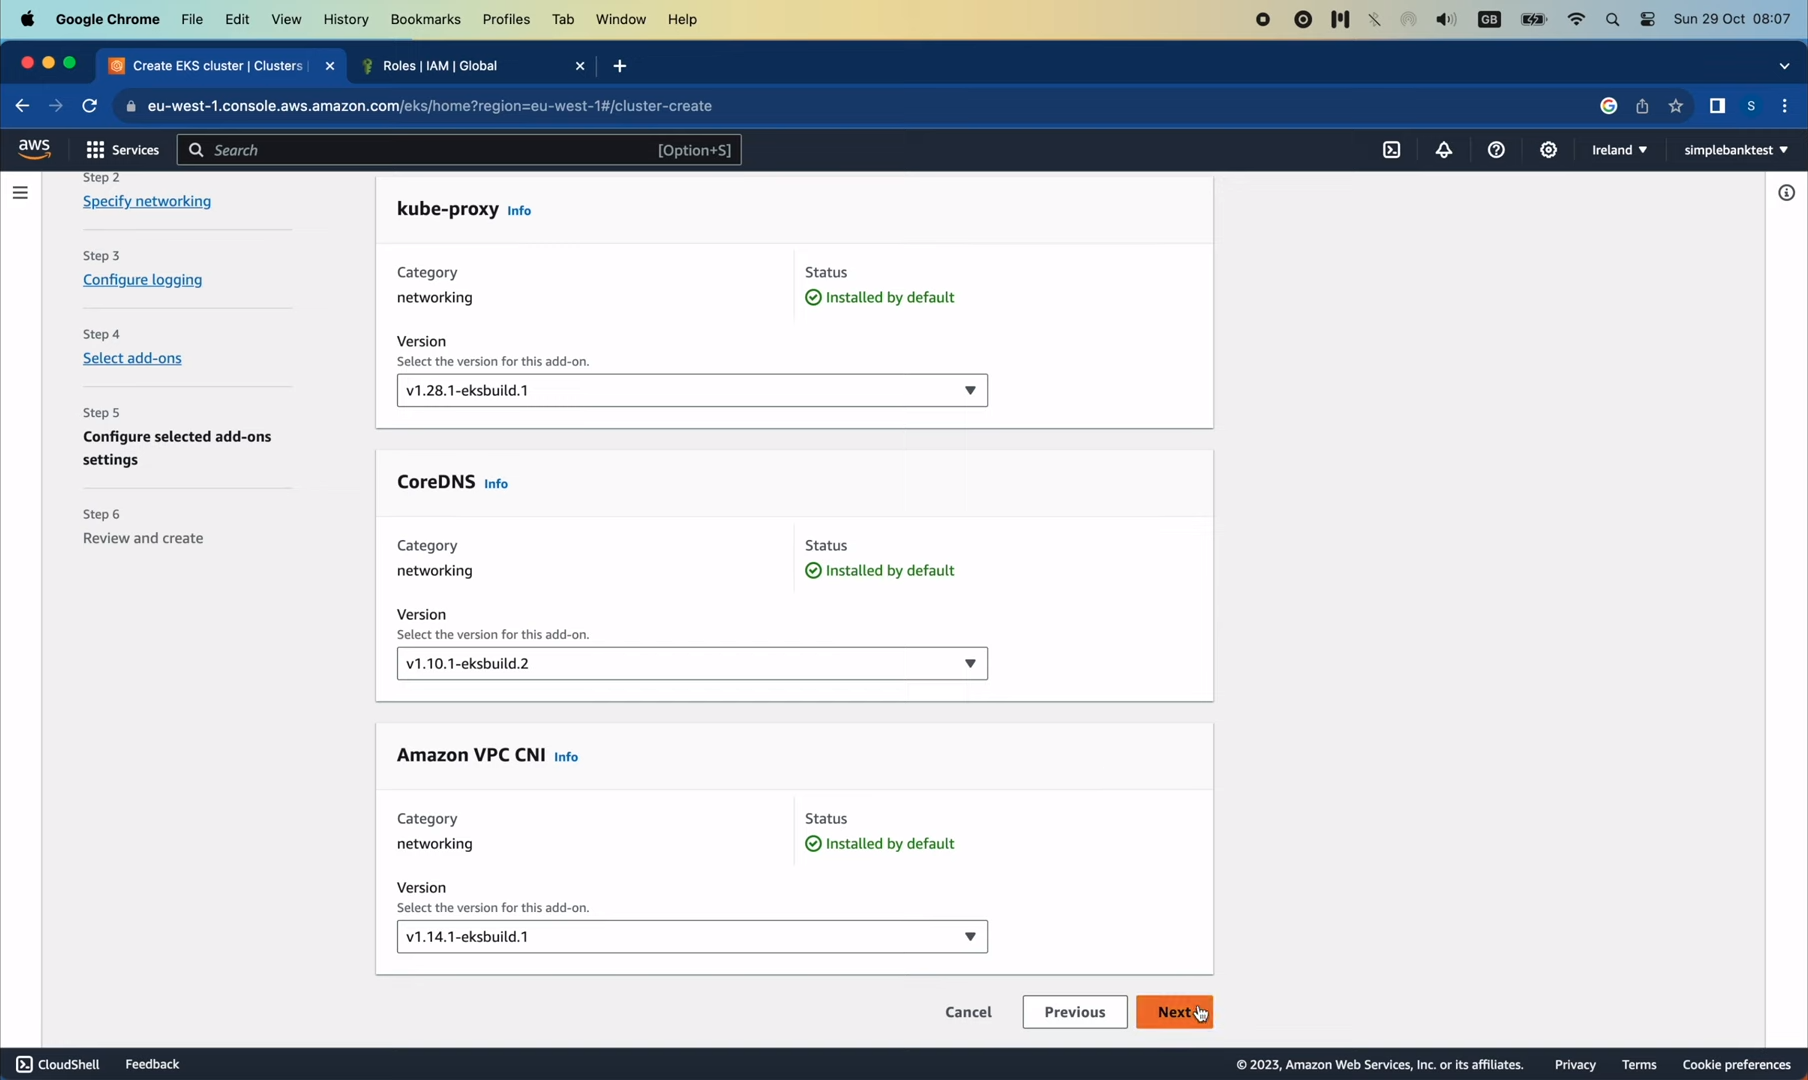 Google Chrome File Edit View History Bookmarks Profiles Tab Window Help GB Sun 29 Oct 08:07
Create EKS cluster | Clusters | Roles | IAM | Global
eu-west-1.console.aws.amazon.com/eks/home?region=eu-west-1#/cluster-create S
aws Services Search [Option+S] Ireland simplebanktest
Step 2
Specify networking
Step 3
Configure logging
Step 4
Select add-ons
Step 5
Configure selected add-ons
settings
Step 6
Review and create
kube-proxy Info
Category Status
networking Installed by default
Version
Select the version for this add-on.
v1.28.1-eksbuild.1
CoreDNS Info
Category Status
networking Installed by default
Version
Select the version for this add-on.
v1.10.1-eksbuild.2
Amazon VPC CNI Info
Category Status
networking Installed by default
Version
Select the version for this add-on.
v1.14.1-eksbuild.1
Cancel Previous Next
CloudShell Feedback © 2023, Amazon Web Services, Inc. or its affiliates. Privacy Terms Cookie preferences